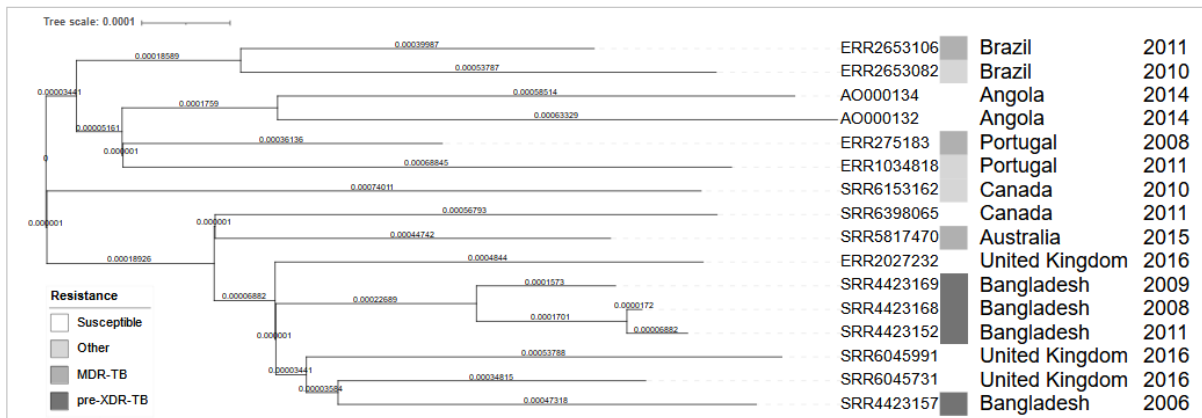 Tree scale: 0.0001
0.00039987
ERR2653106 Brazil 2011
0.00018589
0.00053787
ERR2653082 Brazil 2010
0.00003441
0.00058514
AO000134 Angola 2014
0.0001759
0.00063329
AO000132 Angola 2014
0.00005161
0.00036136
ERR275183 Portugal 2008
0.000001
0
0.00068845
ERR1034818 Portugal 2011
0.00074011
SRR6153162 Canada 2010
0.000001
0.000001
0.00056793
SRR6398065 Canada 2011
0.00044742
SRR5817470 Australia 2015
0.00018926
0.0004844
ERR2027232 United Kingdom 2016
0.00006882
0.0001573
SRR4423169 Bangladesh 2009
0.00022689
0.0000172
SRR4423168 Bangladesh 2008
0.0001701
0.00006882
SRR4423152 Bangladesh 2011
0.000001
0.00053788
SRR6045991 United Kingdom 2016
0.00003441
0.00034815
SRR6045731 United Kingdom 2016
0.00003584
0.00047318
SRR4423157 Bangladesh 2006
Resistance
Susceptible
Other
MDR-TB
pre-XDR-TB